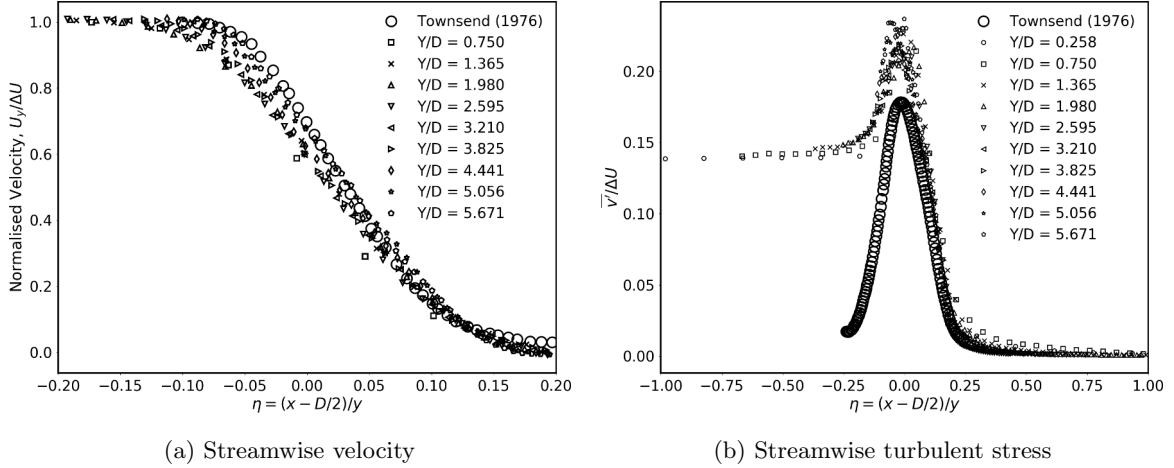 Normalised Velocity, U_y/ΔU
1.0
0.8
0.6
0.4
0.2
0.0
−0.20 −0.15 −0.10 −0.05 0.00 0.05 0.10 0.15 0.20
η = (x − D/2)/y
Townsend (1976)
Y/D = 0.750
Y/D = 1.365
Y/D = 1.980
Y/D = 2.595
Y/D = 3.210
Y/D = 3.825
Y/D = 4.441
Y/D = 5.056
Y/D = 5.671
(a) Streamwise velocity
v′/ΔU
0.20
0.15
0.10
0.05
0.00
−1.00 −0.75 −0.50 −0.25 0.00 0.25 0.50 0.75 1.00
η = (x − D/2)/y
Townsend (1976)
Y/D = 0.258
Y/D = 0.750
Y/D = 1.365
Y/D = 1.980
Y/D = 2.595
Y/D = 3.210
Y/D = 3.825
Y/D = 4.441
Y/D = 5.056
Y/D = 5.671
(b) Streamwise turbulent stress